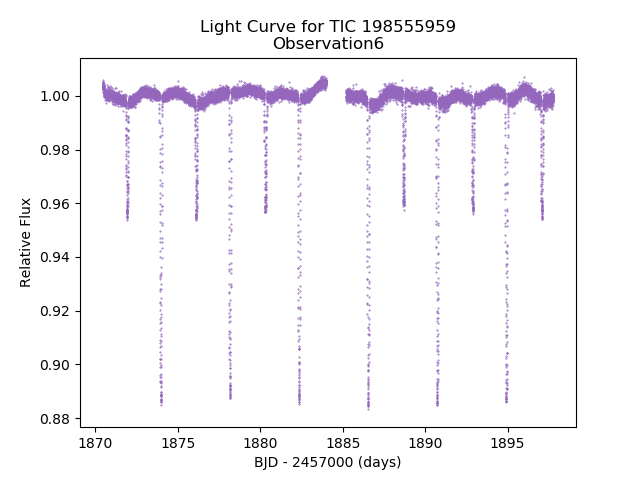 Light Curve for TIC 198555959
Observation6
1.00
0.98
0.96
0.94
0.92
0.90
0.88
Relative Flux
1870 1875 1880 1885 1890 1895
BJD - 2457000 (days)